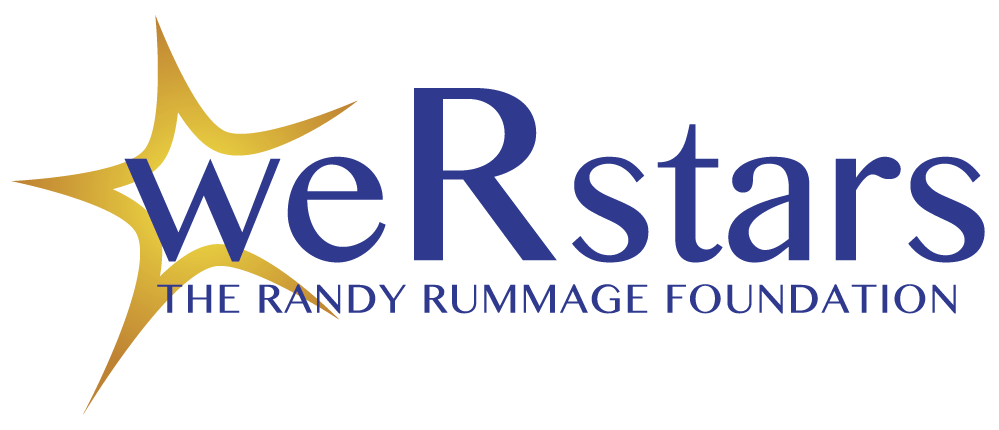 weRstars
THE RANDY RUMMAGE FOUNDATION